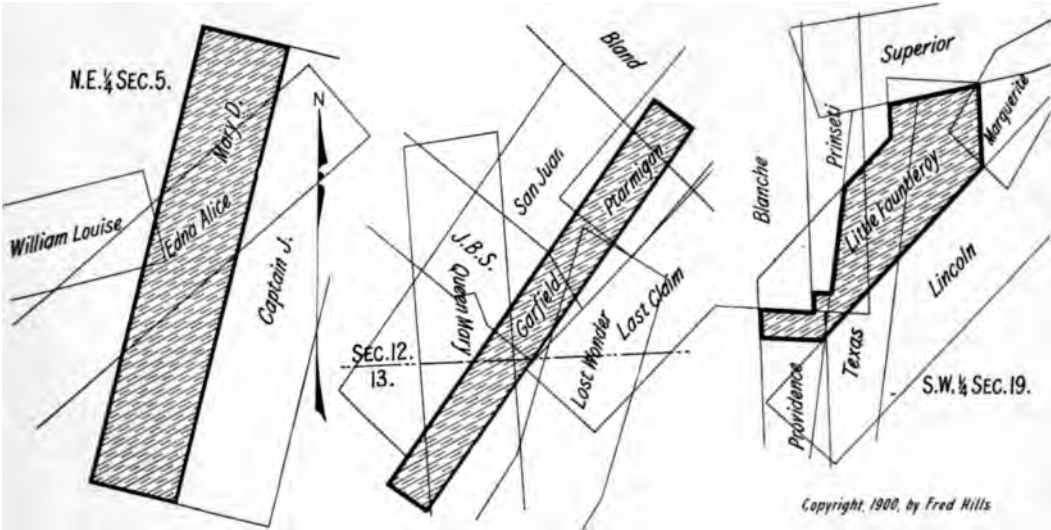 N.E.¼ SEC.5.
Mary D.
Edna Alice
William Louise
Captain J.
N
Bland
San Juan
Ptarmigan
J.B.S.
Queen Mary
Garfield
Lost Wonder
Last Claim
SEC.12.
13.
Superior
Prinseti
Blanche
Marguerite
Little Fountleroy
Lincoln
Texas
Providence
S.W.¼ SEC.19.
Copyright, 1900, by Fred Hills